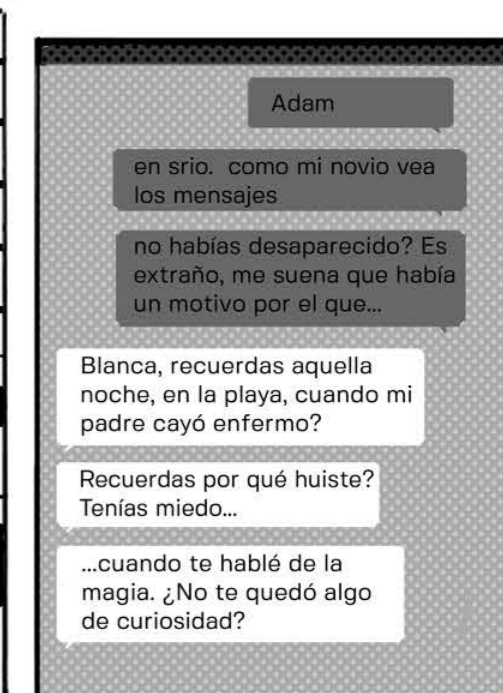 Adam
en srio. como mi novio vea
los mensajes
no habías desaparecido? Es
extraño, me suena que había
un motivo por el que...
Blanca, recuerdas aquella
noche, en la playa, cuando mi
padre cayó enfermo?
Recuerdas por qué huiste?
Tenías miedo...
...cuando te hablé de la
magia. ¿No te quedó algo
de curiosidad?